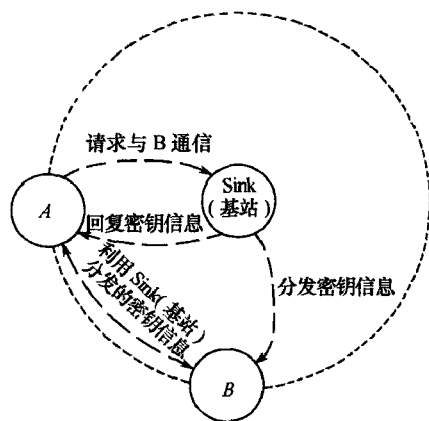 请求与 B 通信
Sink
(基站)
A
回复密钥信息
利用Sink(基站)
分发的密钥信息
分发密钥信息
B